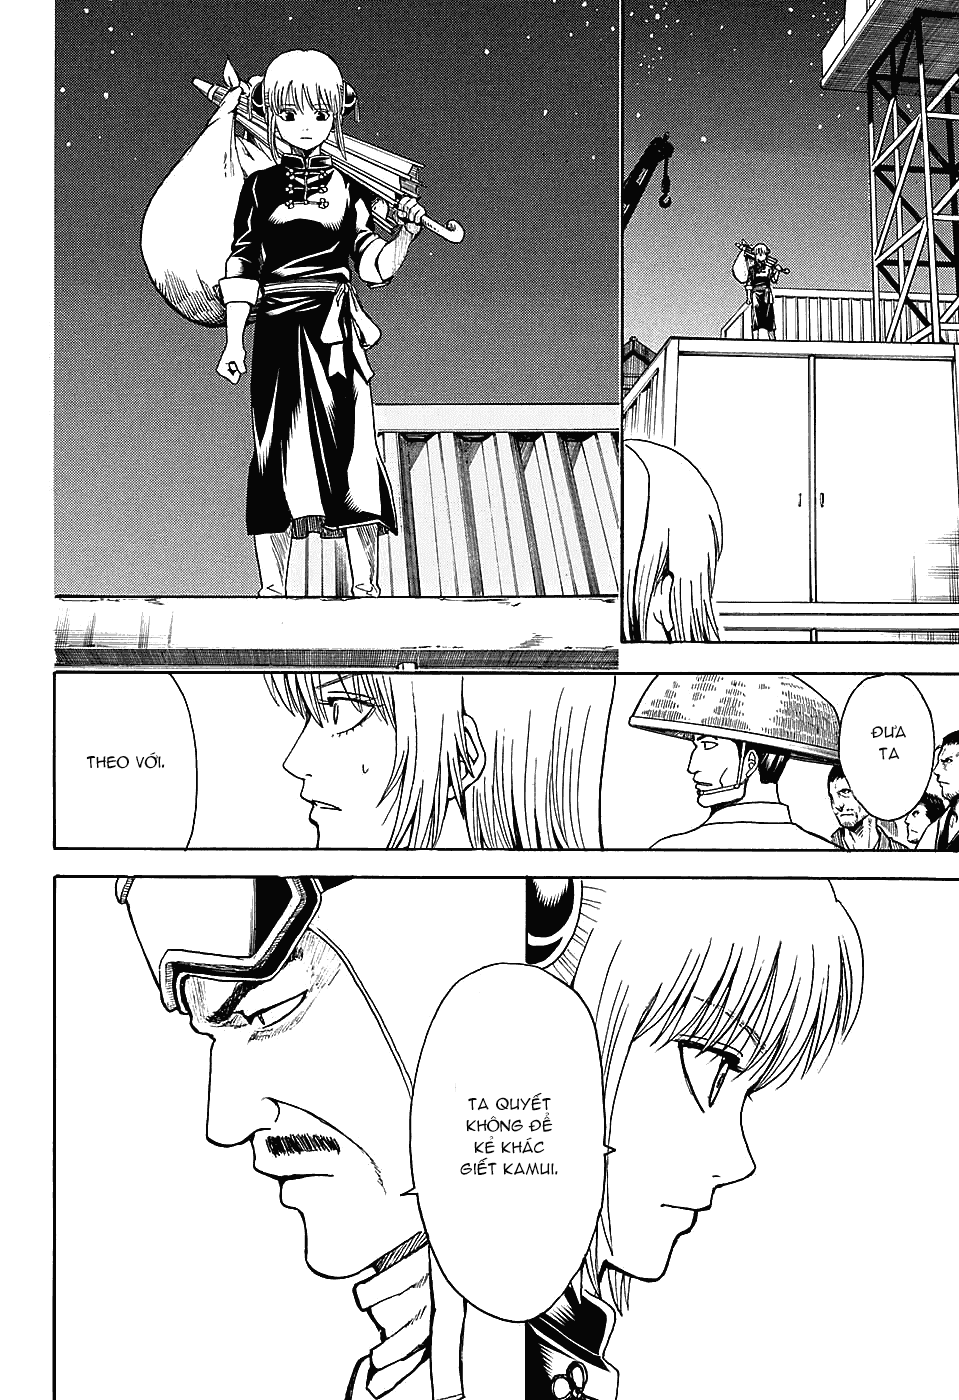 ĐƯA
TA
THEO VỚI.
TA QUYẾT
KHÔNG ĐỂ
KẺ KHÁC
GIẾT KAMUI.